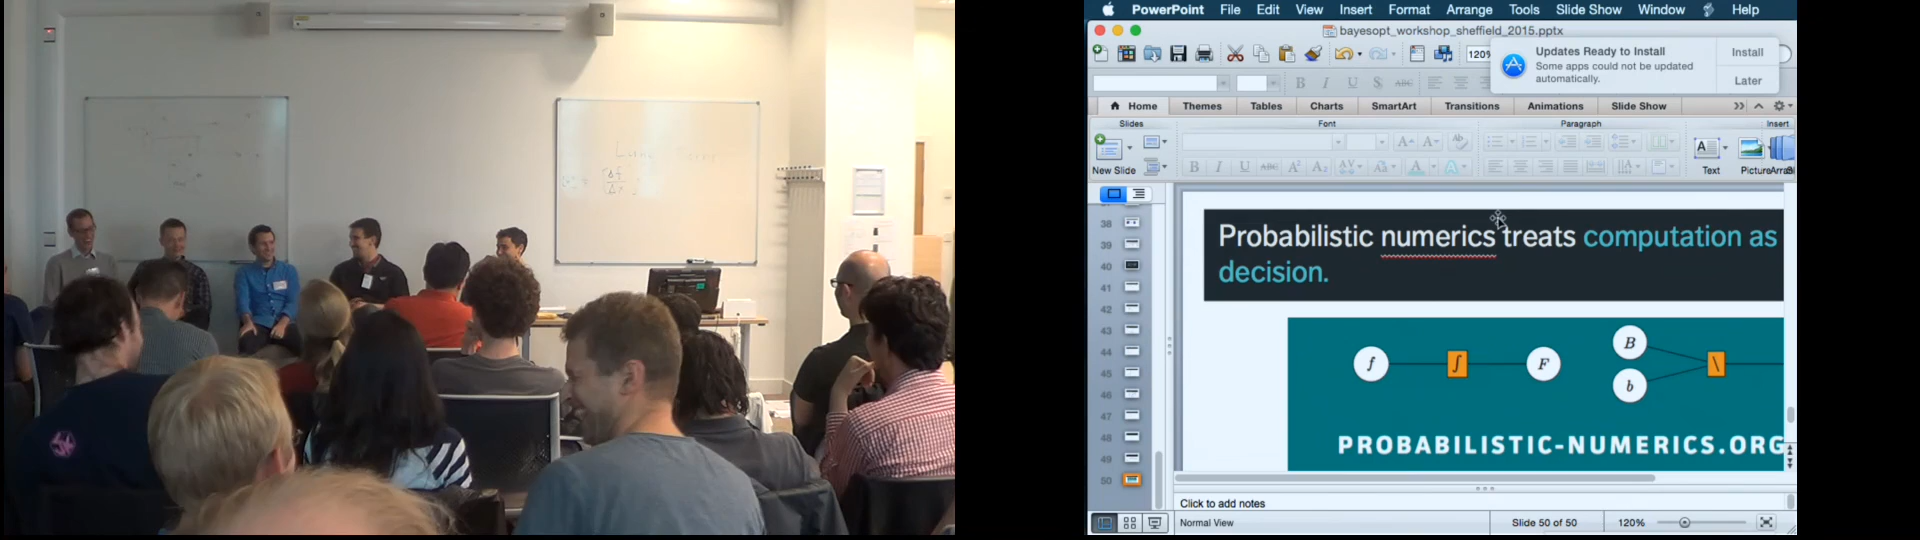 PowerPoint File Edit View Insert Format Arrange Tools Slide Show Window Help
bayesopt_workshop_sheffield_2015.pptx
120%
Updates Ready to Install
Some apps could not be updated
automatically.
Install
Later
Home Themes Tables Charts SmartArt Transitions Animations Slide Show
Slides Font Paragraph Insert
New Slide Text Picture
38
39
40
41
42
43
44
45
46
47
48
49
50
Probabilistic numerics treats computation as
decision.
f ∫ F
B
b
\
PROBABILISTIC-NUMERICS.ORG
Click to add notes
Normal View Slide 50 of 50 120%